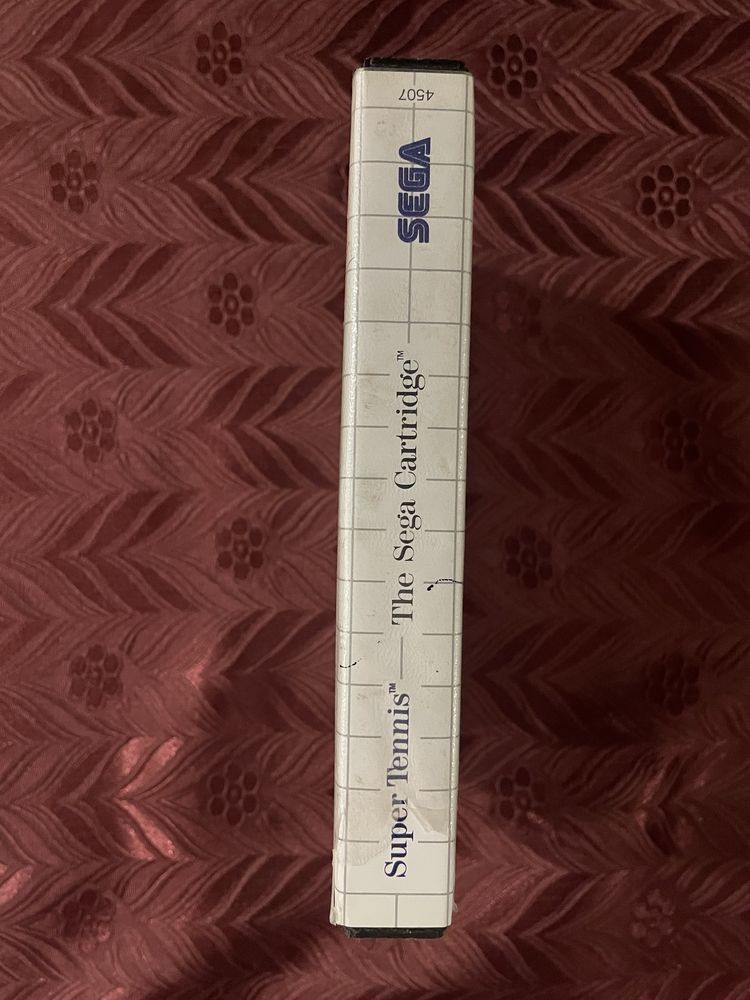 Super Tennis™
The Sega Cartridge™
SEGA
4507